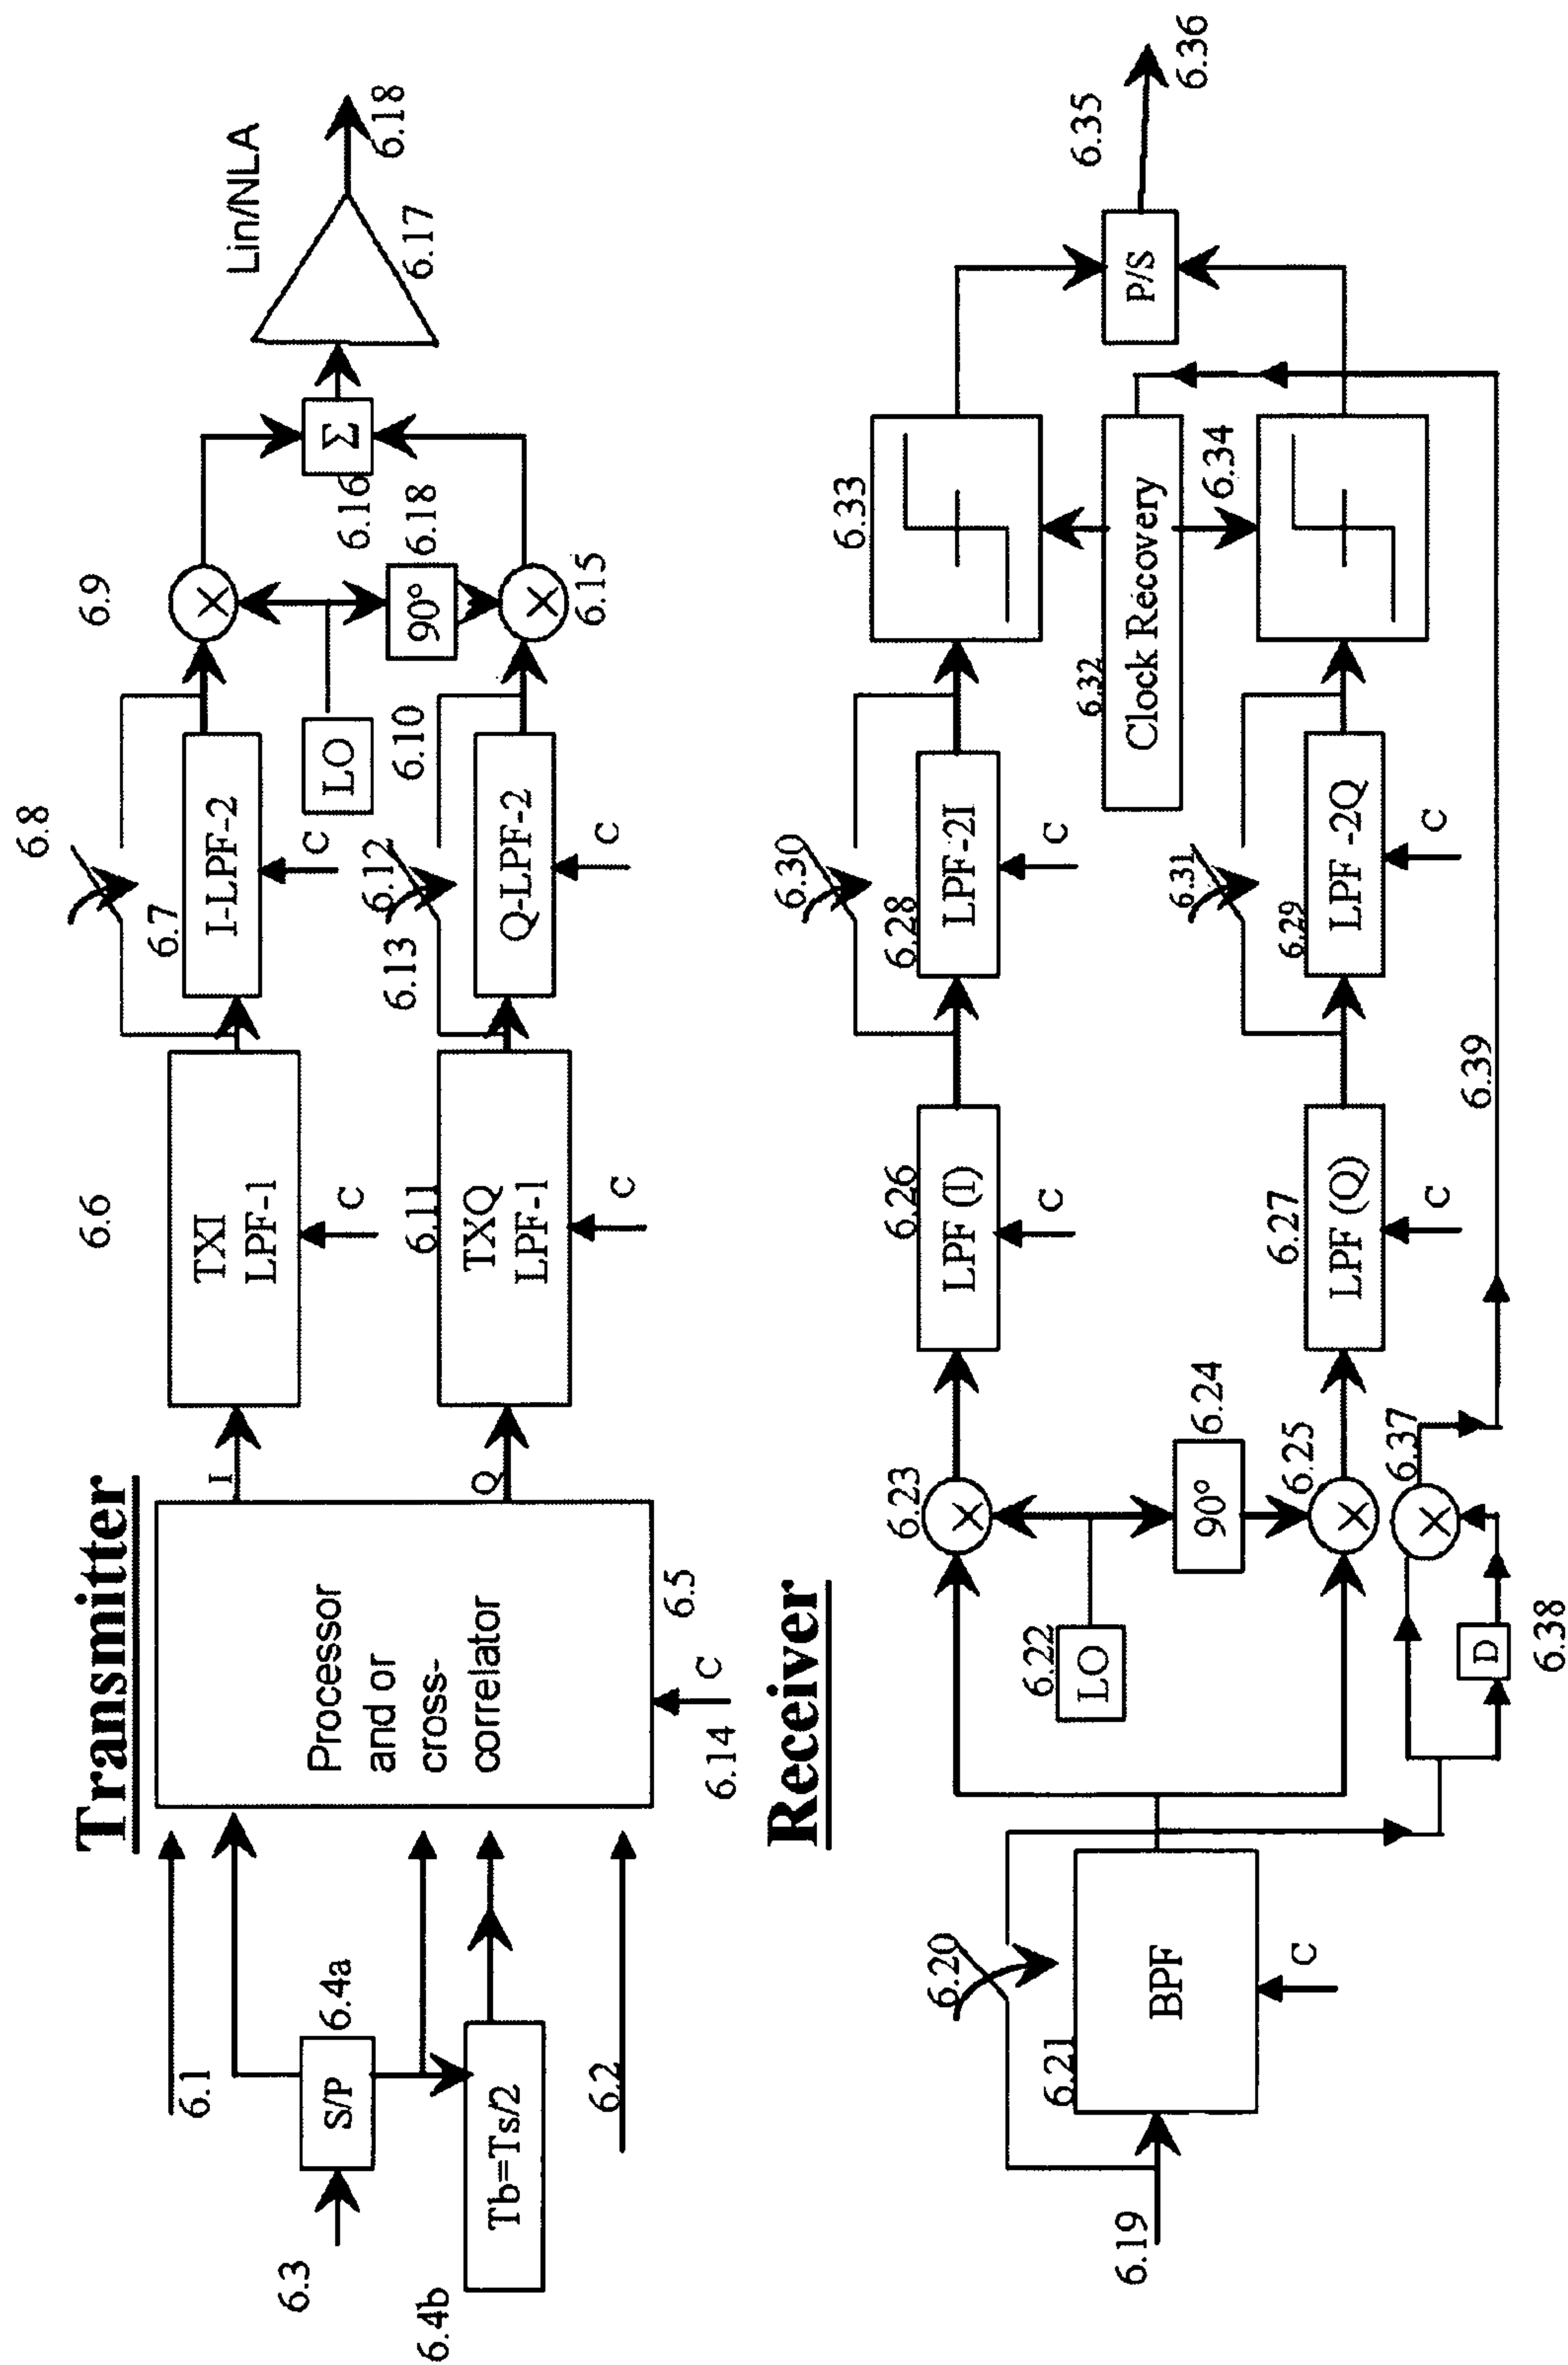 Transmitter
6.1
6.3
S/P
6.4a
6.4b
Tb=Ts/2
6.2
Processor
and or
cross-
correlator
6.5
C
6.14
I
Q
TXI
LPF-1
6.6
C
TXQ
LPF-1
6.11
C
6.7
I-LPF-2
6.8
C
6.13
6.12
Q-LPF-2
6.10
C
LO
6.9
90°
6.18
6.15
Σ
6.16
Lin/NLA
6.17
6.18
Receiver
6.19
6.20
6.21
BPF
C
6.22
LO
6.23
90°
6.24
6.25
6.37
D
6.38
6.39
6.26
LPF (I)
C
6.27
LPF (Q)
C
6.28
LPF-2I
6.30
C
6.29
LPF -2Q
6.31
C
6.32
Clock Recovery
6.33
6.34
P/S
6.35
6.36